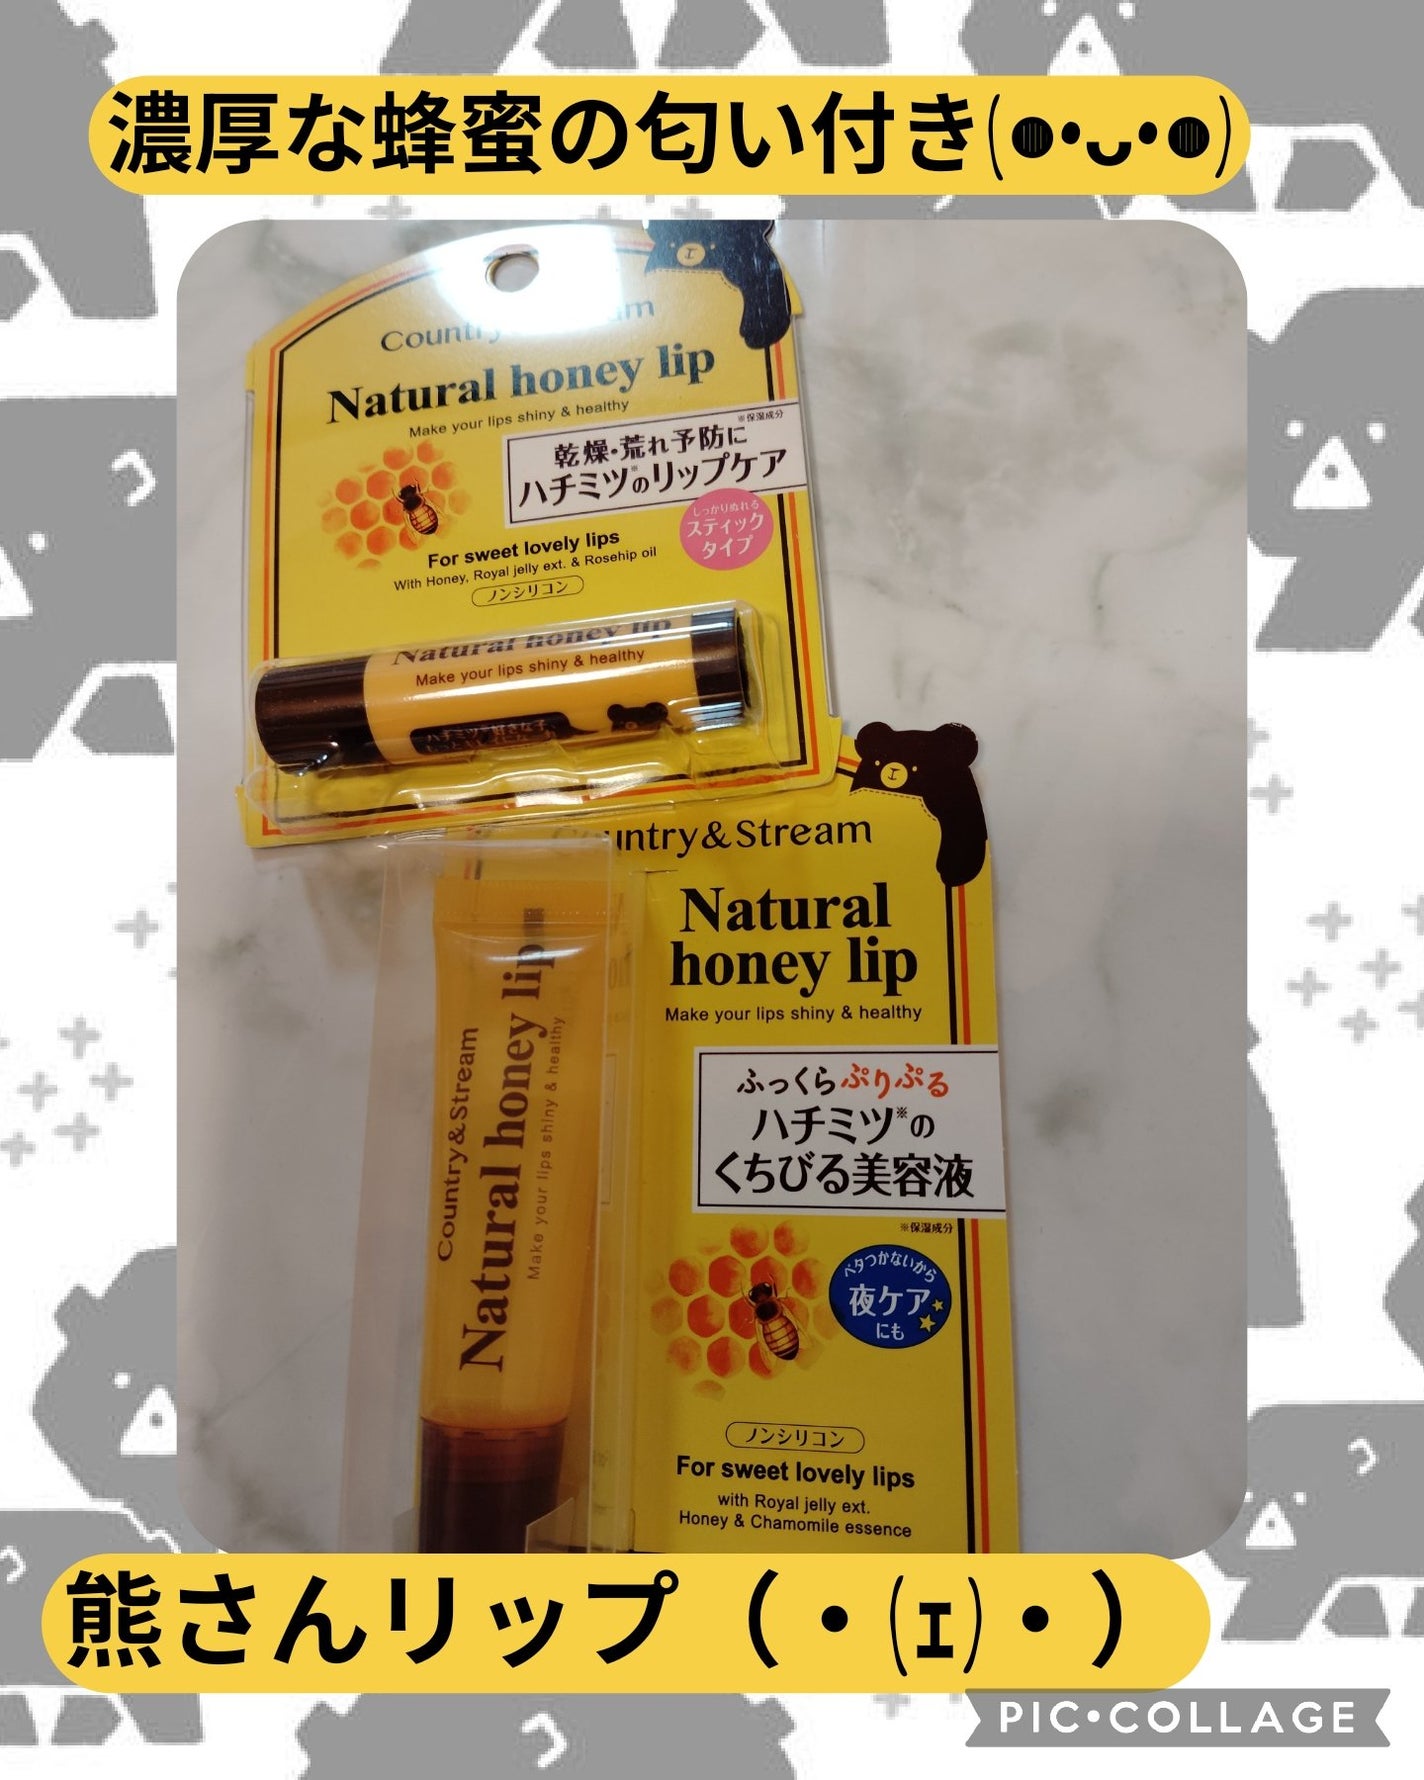 濃厚な蜂蜜の匂い付き(๑•ᴗ•๑)
Country
Natural honey lip
Make your lips shiny & healthy
※保湿成分
乾燥・荒れ予防に
ハチミツ※のリップケア
しっかりぬれる
スティック
タイプ
For sweet lovely lips
With Honey, Royal jelly ext. & Rosehip oil
ノンシリコン
Natural honey lip
Make your lips shiny & healthy
Country&Stream
Natural
honey lip
Make your lips shiny & healthy
ふっくらぷりぷる
ハチミツ※の
くちびる美容液
※保湿成分
ベタつかないから
夜ケア
にも
ノンシリコン
For sweet lovely lips
with Royal jelly ext.
Honey & Chamomile essence
Country&Stream
Natural honey lip
Make your lips shiny & healthy
熊さんリップ（・(ｪ)・）
PIC•COLLAGE